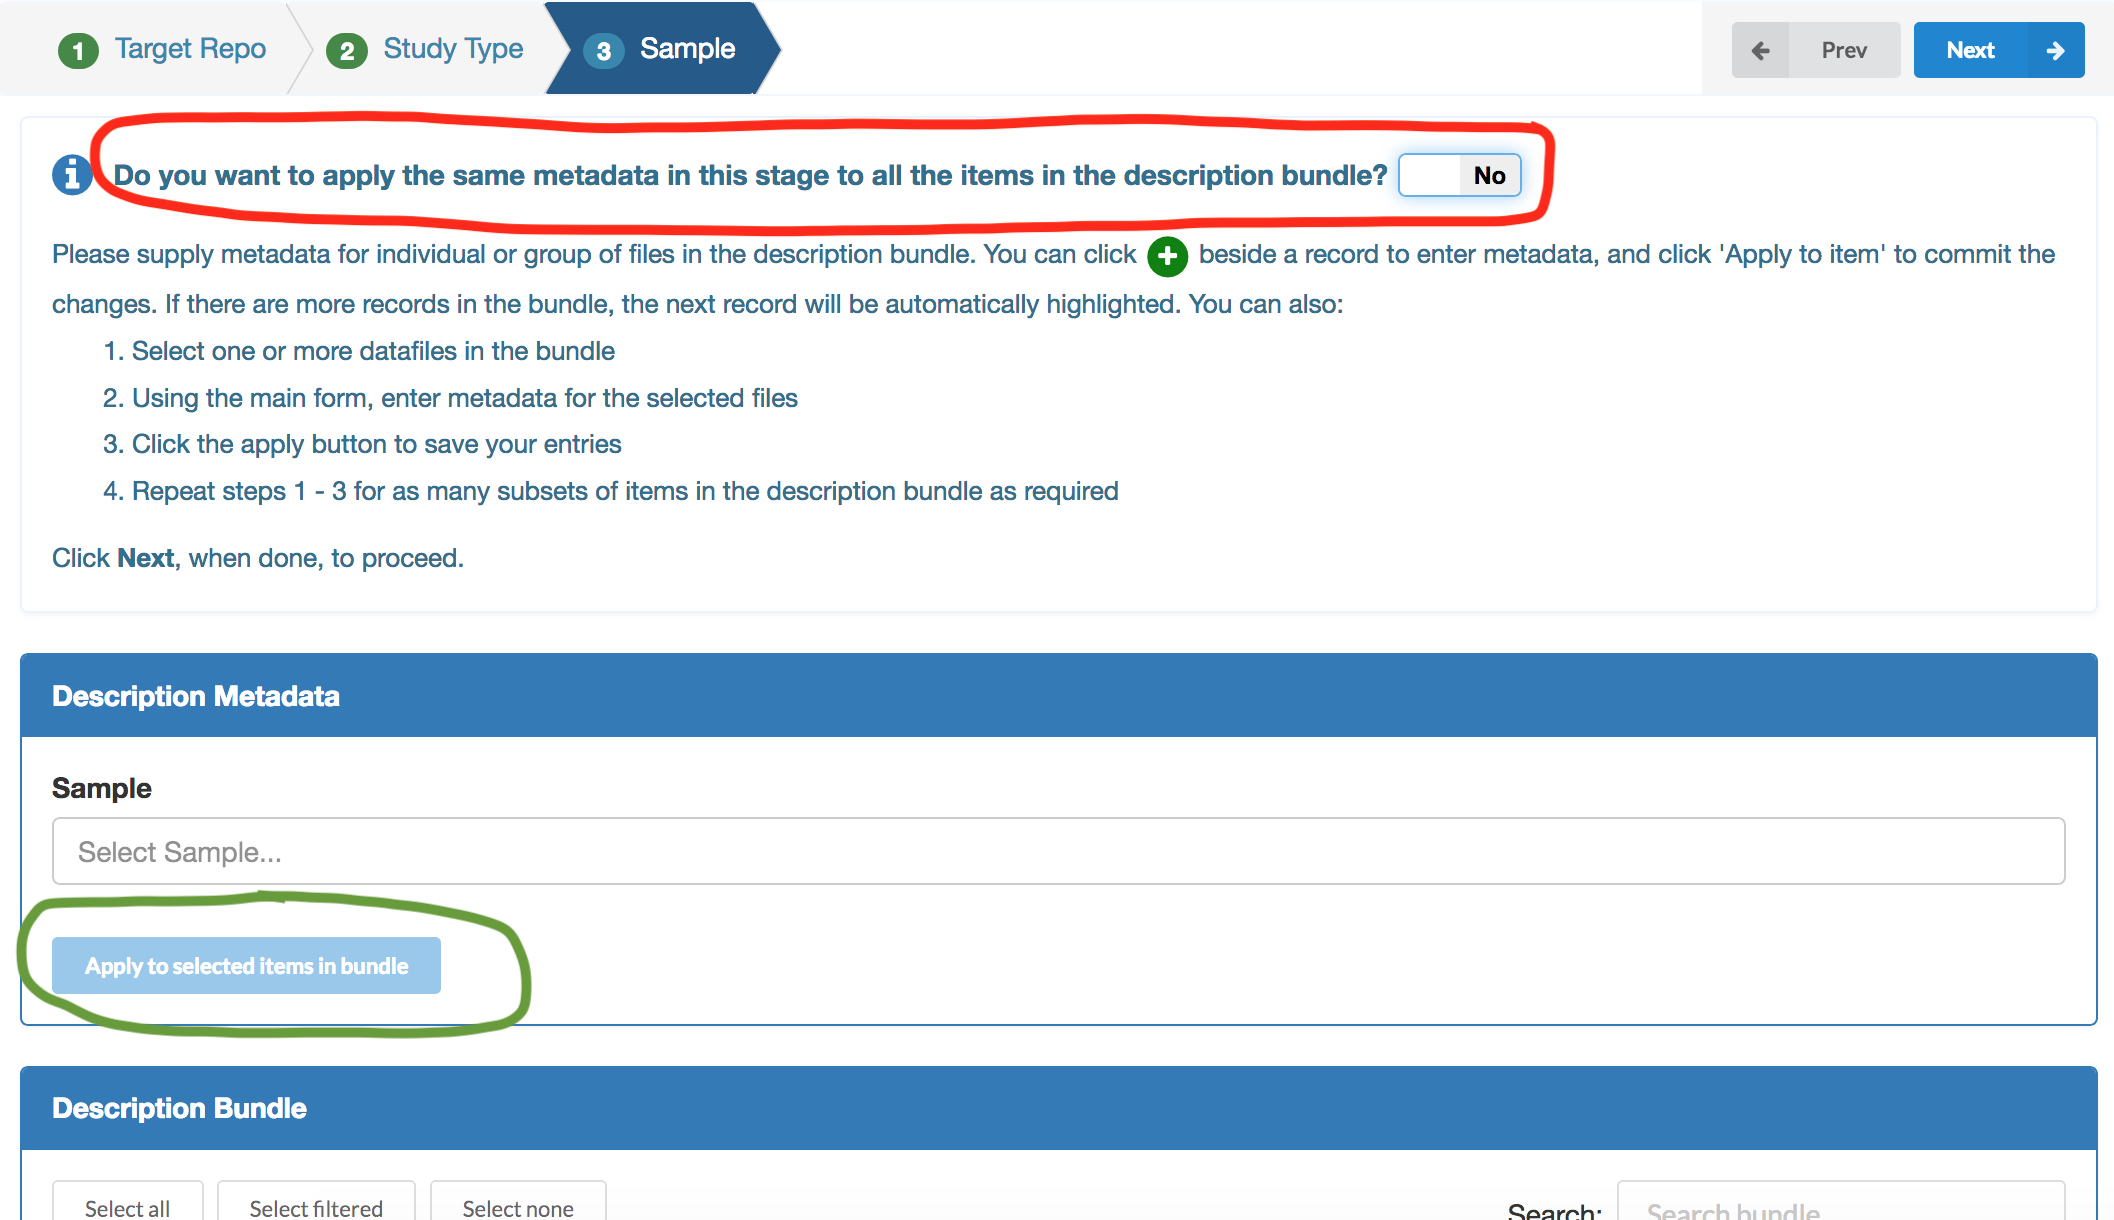 1 Target Repo 2 Study Type 3 Sample Prev Next
Do you want to apply the same metadata in this stage to all the items in the description bundle? No
Please supply metadata for individual or group of files in the description bundle. You can click beside a record to enter metadata, and click 'Apply to item' to commit the
changes. If there are more records in the bundle, the next record will be automatically highlighted. You can also:
1. Select one or more datafiles in the bundle
2. Using the main form, enter metadata for the selected files
3. Click the apply button to save your entries
4. Repeat steps 1 - 3 for as many subsets of items in the description bundle as required
Click Next, when done, to proceed.
Description Metadata
Sample
Select Sample...
Apply to selected items in bundle
Description Bundle
Select all Select filtered Select none Search: Search bundle